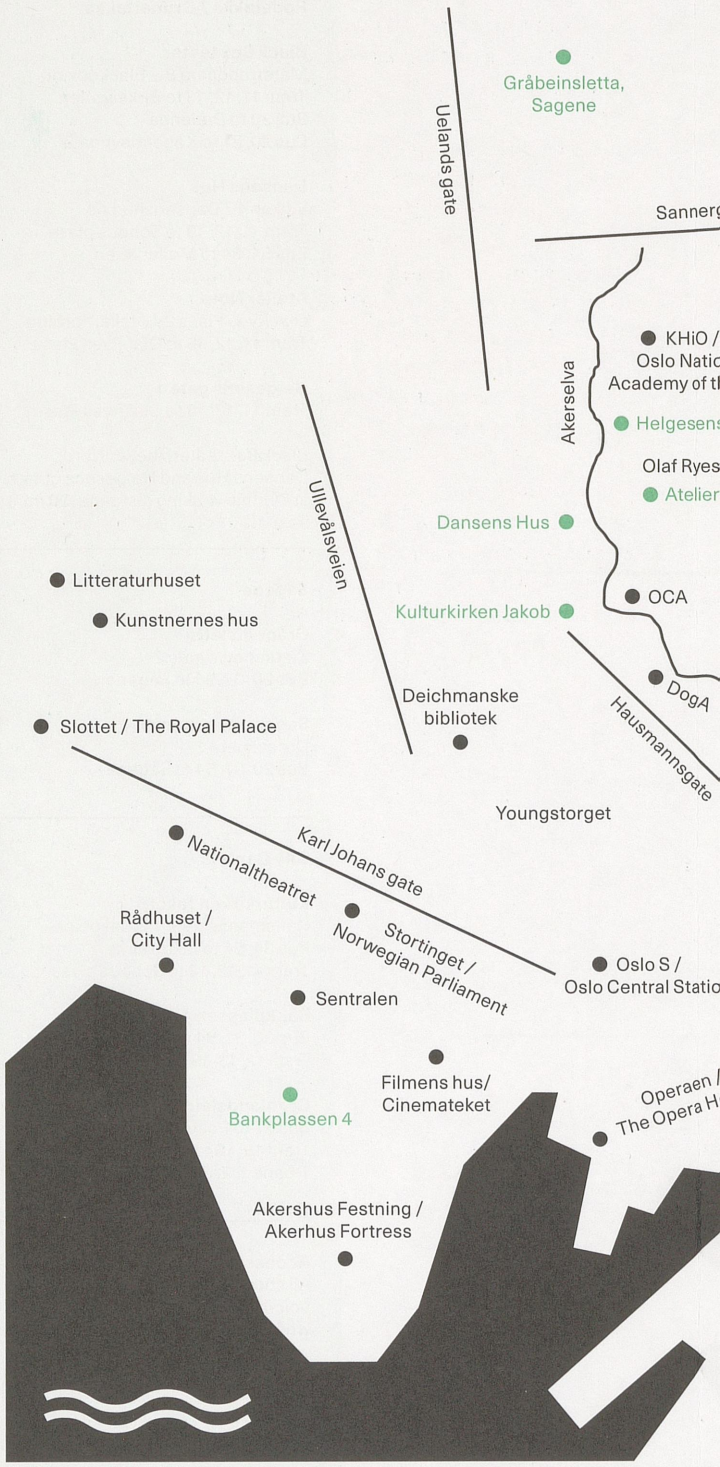 Gråbeinsletta,
Sagene
Uelands gate
Sannerg
KHiO /
Oslo Natio
Academy of th
Akerselva
Helgesens
Olaf Ryes
Atelier
Dansens Hus
Ullevålsveien
Litteraturhuset
Kunstnernes hus
Kulturkirken Jakob
OCA
DogA
Hausmannsgate
Deichmanske
bibliotek
Slottet / The Royal Palace
Youngstorget
Karl Johans gate
Nationaltheatret
Rådhuset /
City Hall
Stortinget /
Norwegian Parliament
Oslo S /
Oslo Central Statio
Sentralen
Filmens hus/
Cinemateket
Bankplassen 4
Operaen /
The Opera H
Akershus Festning /
Akerhus Fortress